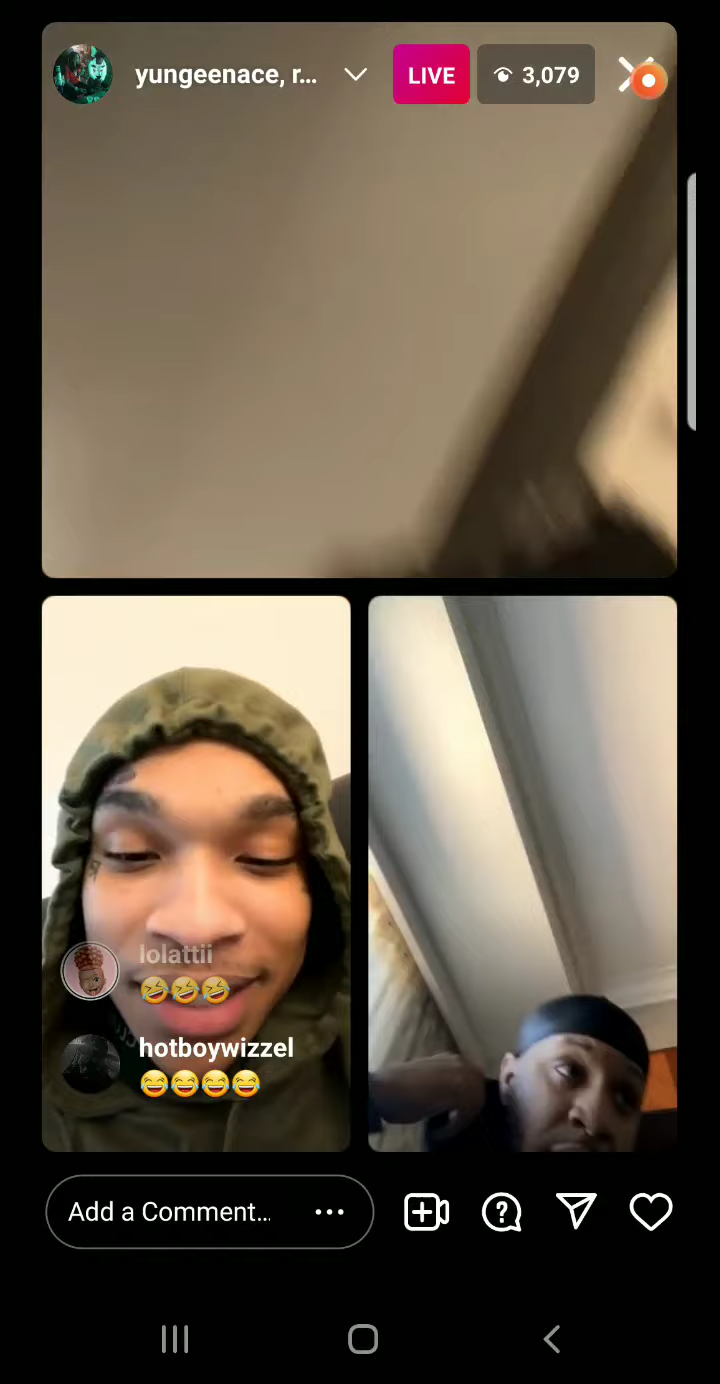 yungeenace, r...
LIVE
3,079
lolattii
🤣🤣🤣
hotboywizzel
😂😂😂😂
Add a Comment...